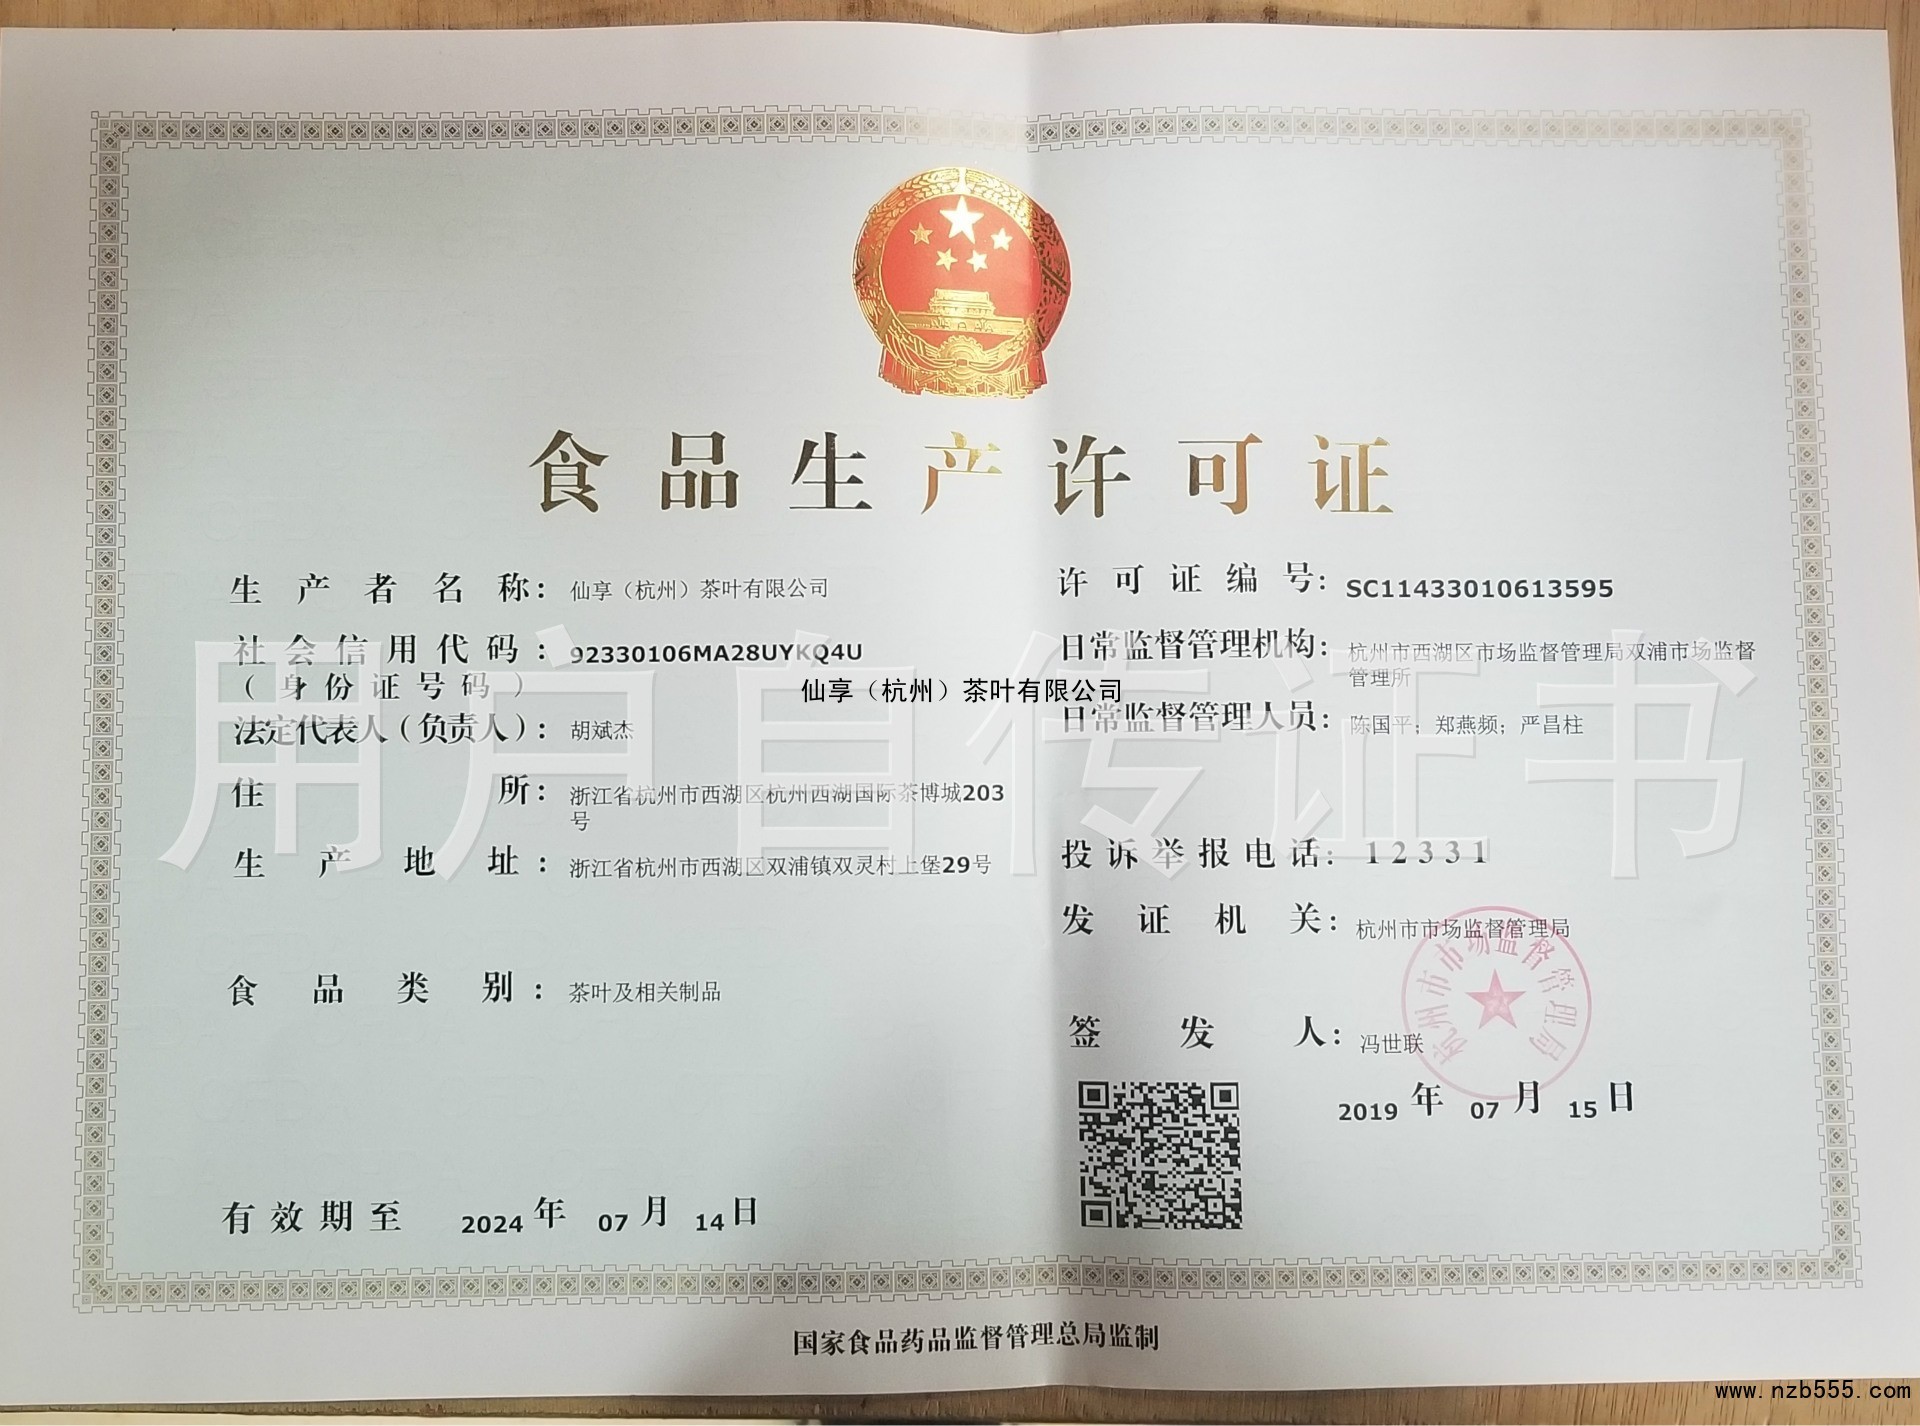 食品生产许可证
生产者名称：仙享（杭州）茶叶有限公司
社会信用代码：92330106MA28UYKQ4U
（身份证号码）
法定代表人（负责人）：胡斌杰
住所：浙江省杭州市西湖区杭州西湖国际茶博城203
号
生产地址：浙江省杭州市西湖区双浦镇双灵村上堡29号
食品类别：茶叶及相关制品
有效期至 2024年07月14日
许可证编号：SC11433010613595
日常监督管理机构：杭州市西湖区市场监督管理局双浦市场监督
管理所
日常监督管理人员：陈国平；郑燕频；严昌柱
投诉举报电话：12331
发证机关：杭州市市场监督管理局
签发人：冯世联
2019年07月15日
杭州市市场监督管理局
国家食品药品监督管理总局监制
用户自传证书
仙享（杭州）茶叶有限公司
www.nzb555.com